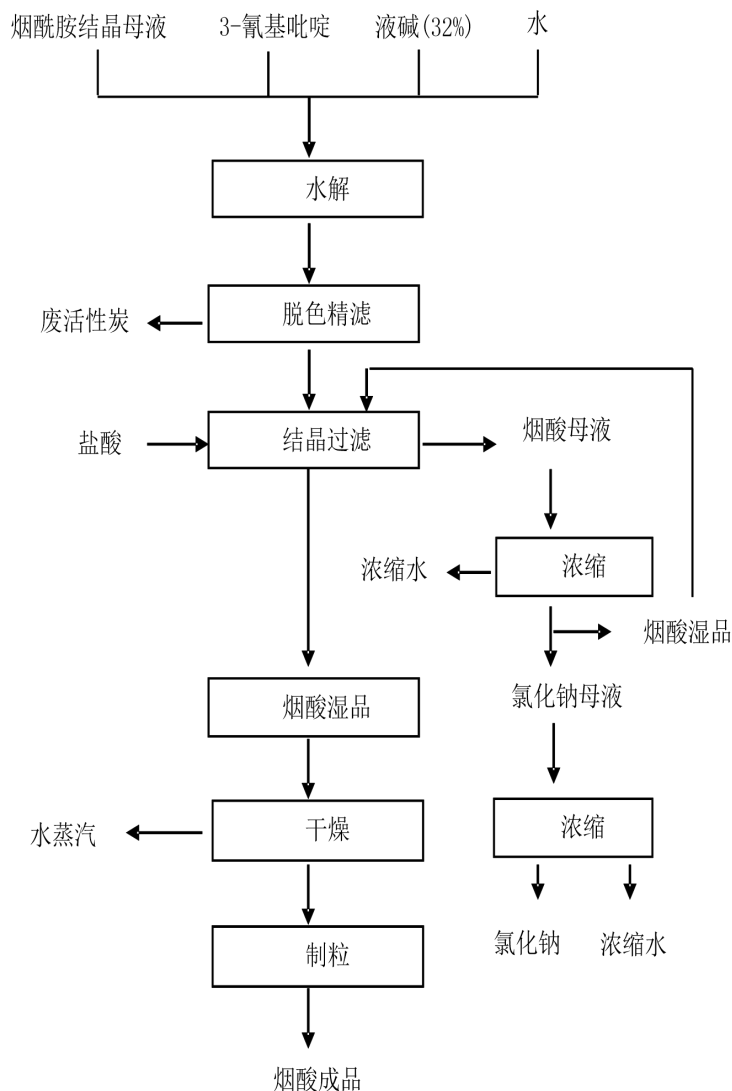 烟酰胺结晶母液 3-氰基吡啶 液碱(32%) 水
水解
脱色精滤
废活性炭
结晶过滤
盐酸
烟酸母液
浓缩
浓缩水
烟酸湿品
氯化钠母液
烟酸湿品
浓缩
干燥
水蒸汽
氯化钠 浓缩水
制粒
烟酸成品